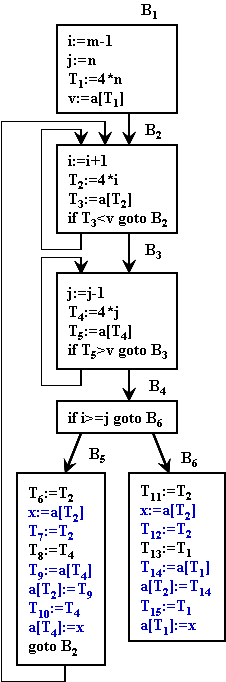 B1
i:=m-1
j:=n
T1:=4*n
v:=a[T1]
B2
i:=i+1
T2:=4*i
T3:=a[T2]
if T3<v goto B2
B3
j:=j-1
T4:=4*j
T5:=a[T4]
if T5>v goto B3
B4
if i>=j goto B6
B5
T6:=T2
x:=a[T2]
T7:=T2
T8:=T4
T9:=a[T4]
a[T2]:=T9
T10:=T4
a[T4]:=x
goto B2
B6
T11:=T2
x:=a[T2]
T12:=T2
T13:=T1
T14:=a[T1]
a[T2]:=T14
T15:=T1
a[T1]:=x